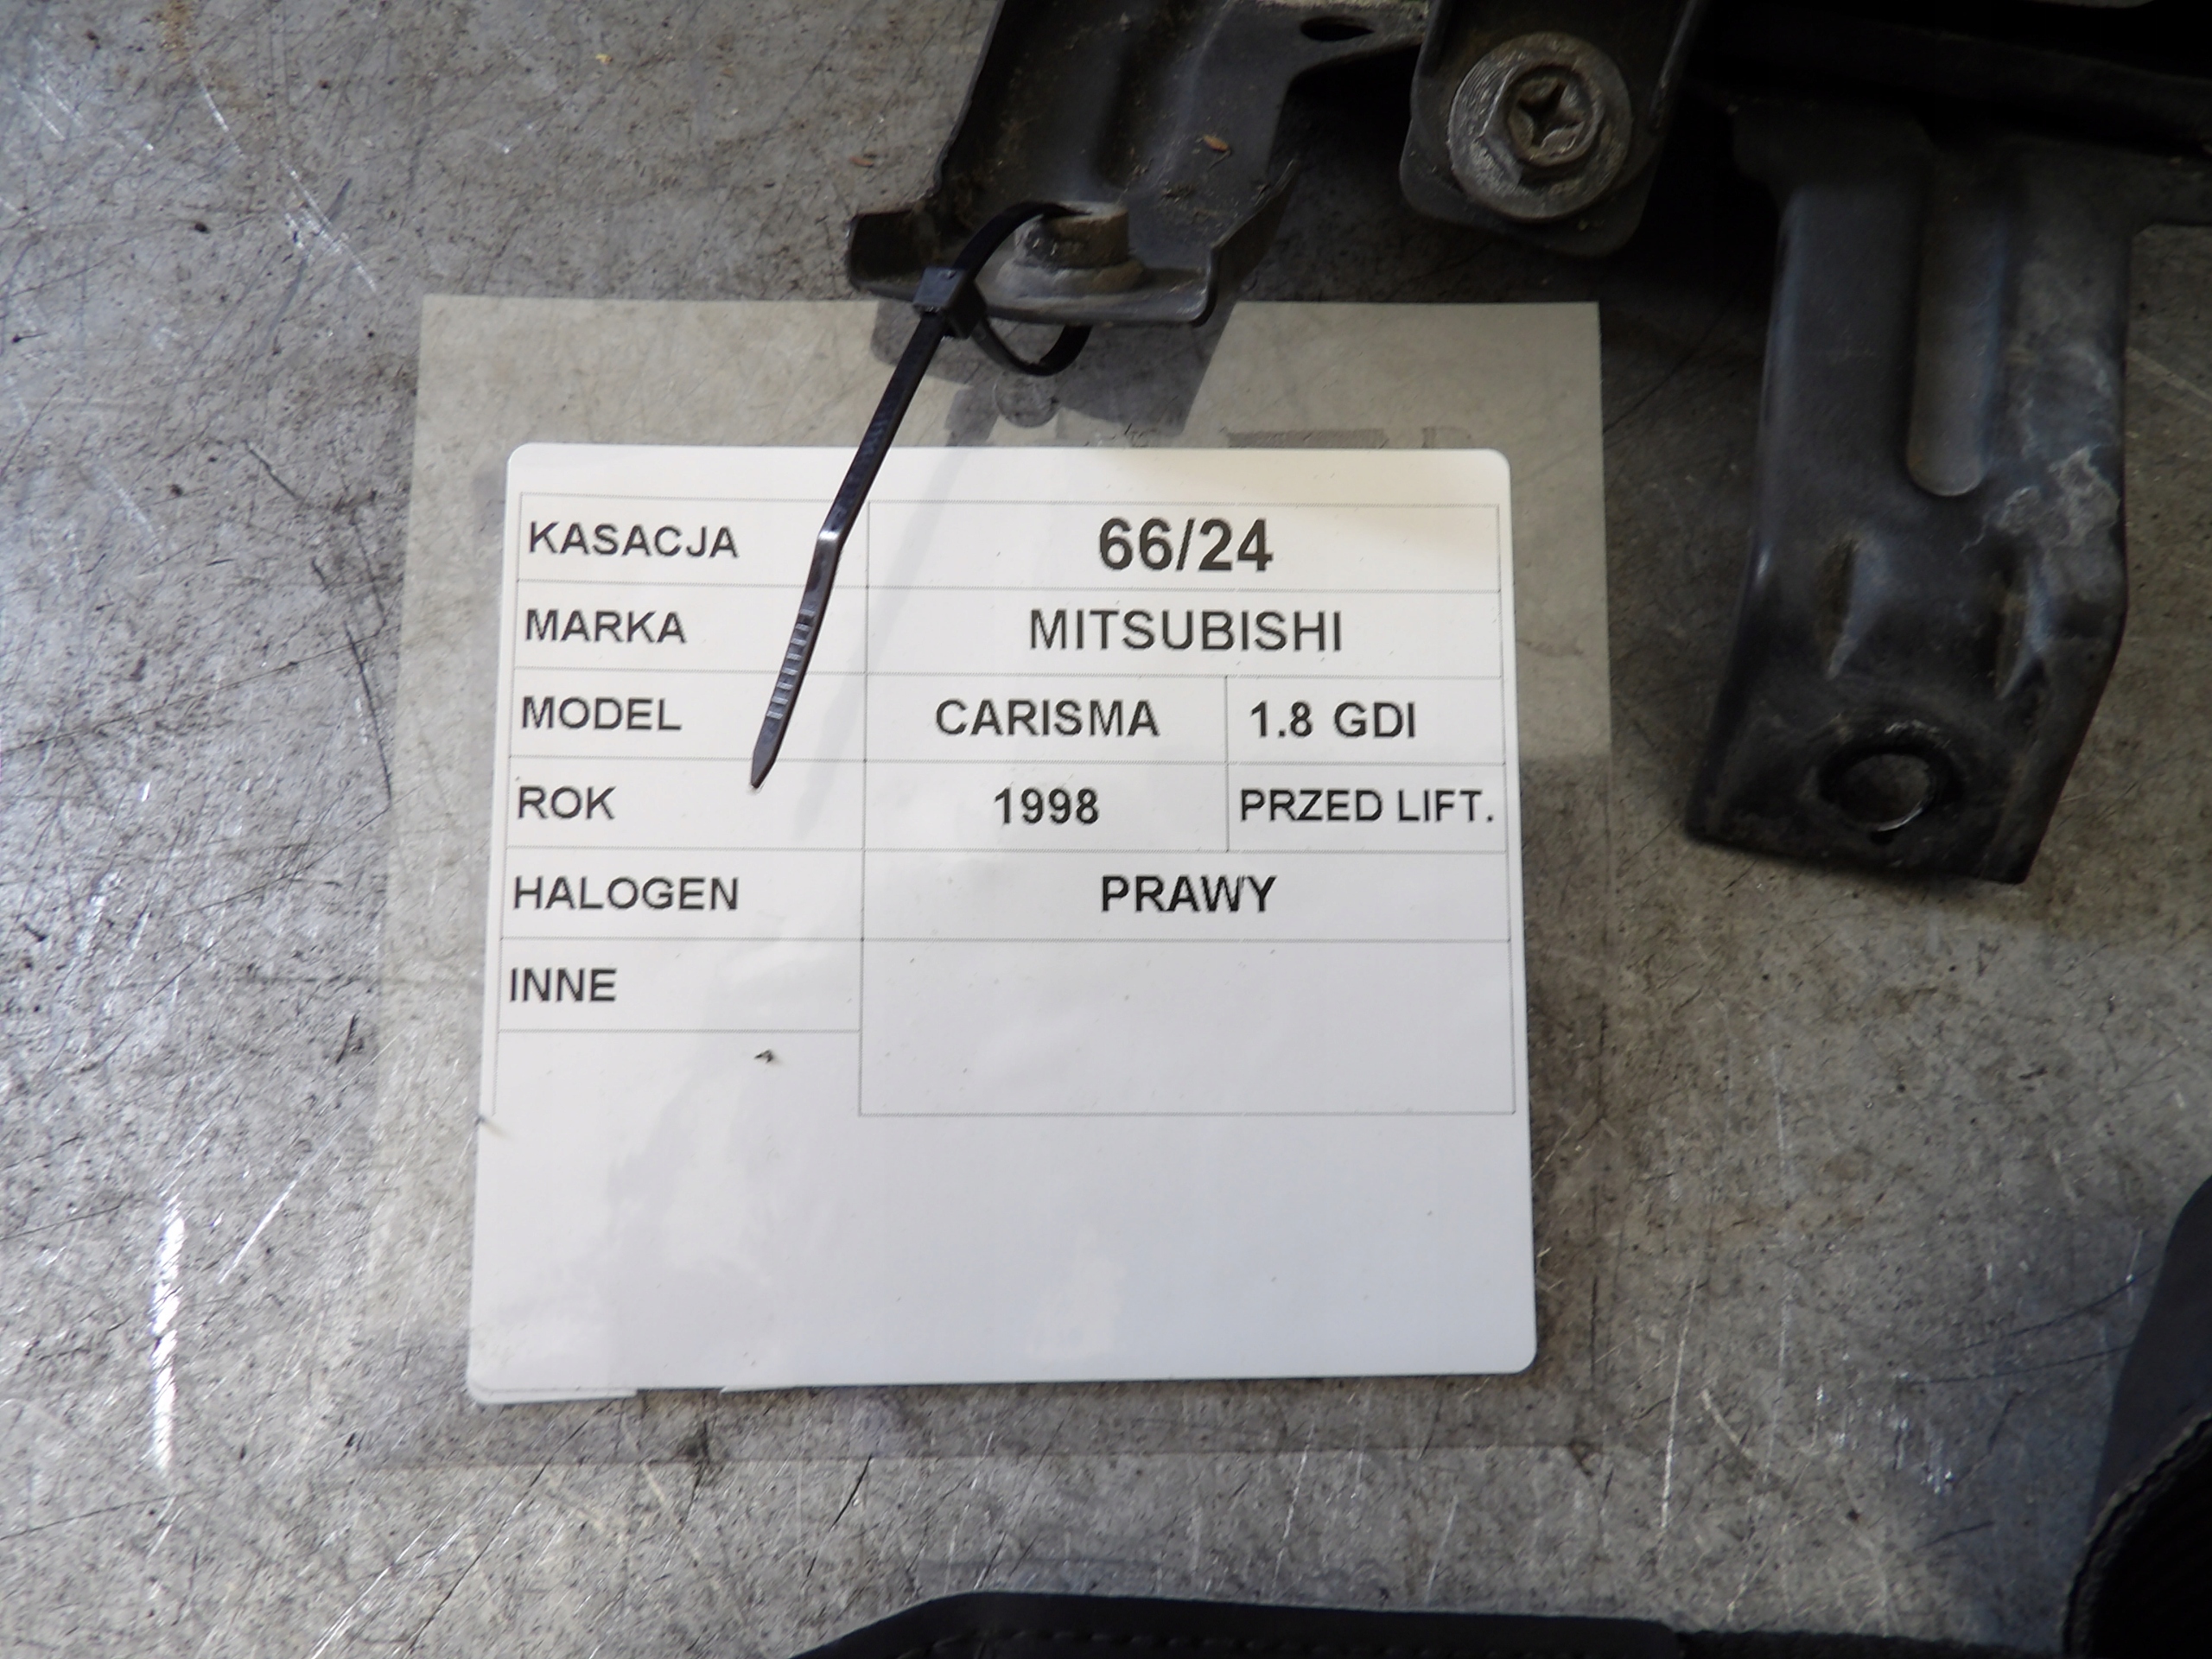 KASACJA 66/24
MARKA MITSUBISHI
MODEL CARISMA 1.8 GDI
ROK 1998 PRZED LIFT.
HALOGEN PRAWY
INNE